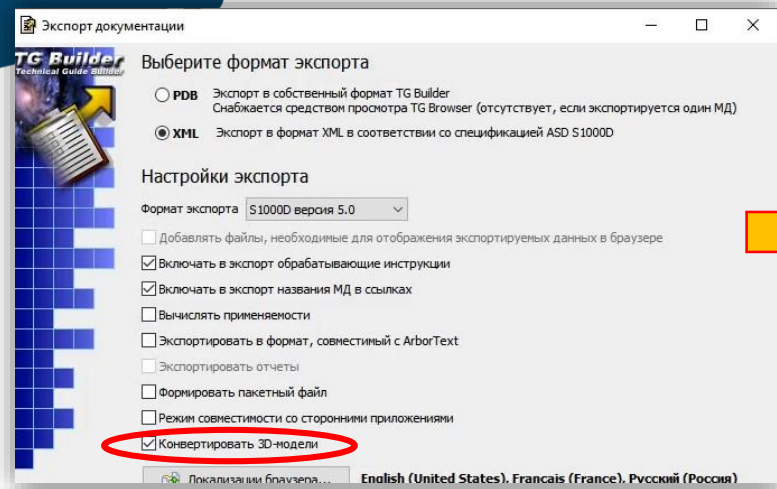 Экспорт документации
TG Builder
Technical Guide Builder
Выберите формат экспорта
PDB Экспорт в собственный формат TG Builder
Снабжается средством просмотра TG Browser (отсутствует, если экспортируется один МД)
XML Экспорт в формат XML в соответствии со спецификацией ASD S1000D
Настройки экспорта
Формат экспорта S1000D версия 5.0
Добавлять файлы, необходимые для отображения экспортируемых данных в браузере
Включать в экспорт обрабатывающие инструкции
Включать в экспорт названия МД в ссылках
Вычислять применяемости
Экспортировать в формат, совместимый с ArborText
Экспортировать отчеты
Формировать пакетный файл
Режим совместимости со сторонними приложениями
Конвертировать 3D-модели
Локализации браузера... English (United States), Français (France), Русский (Россия)